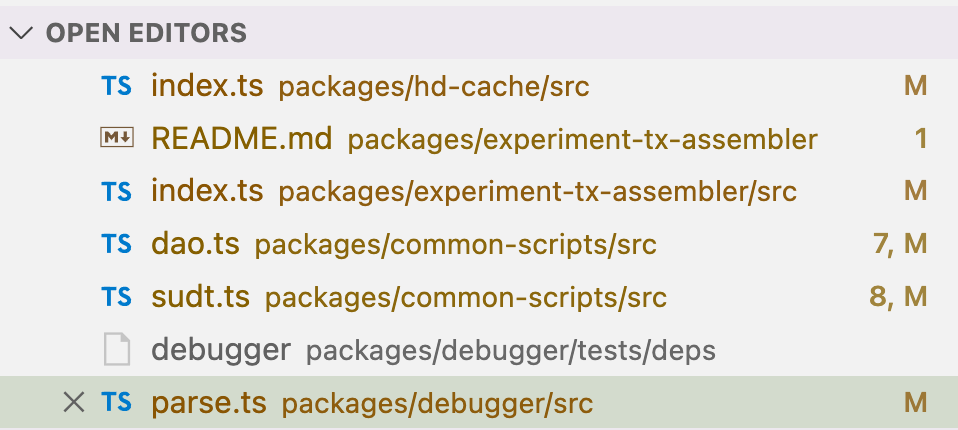 OPEN EDITORS
TS index.ts packages/hd-cache/src M
M↓ README.md packages/experiment-tx-assembler 1
TS index.ts packages/experiment-tx-assembler/src M
TS dao.ts packages/common-scripts/src 7, M
TS sudt.ts packages/common-scripts/src 8, M
debugger packages/debugger/tests/deps
TS parse.ts packages/debugger/src M